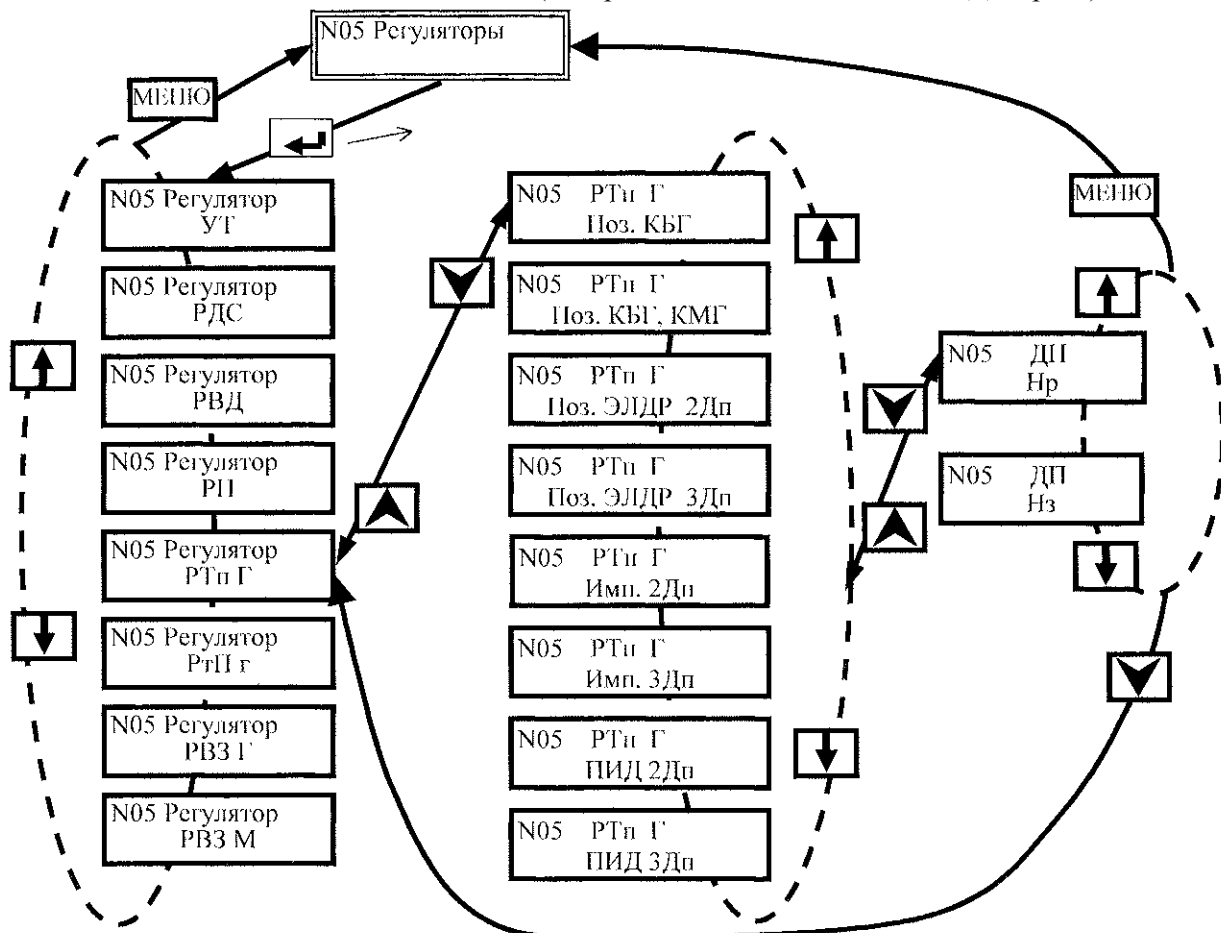 N05 Регуляторы
МЕНЮ
N05 Регулятор
УТ
N05 Регулятор
РДС
N05 Регулятор
РВД
N05 Регулятор
РП
N05 Регулятор
РТп Г
N05 Регулятор
РтП г
N05 Регулятор
РВЗ Г
N05 Регулятор
РВЗ М
N05 РТп Г
Поз. КБГ
N05 РТп Г
Поз. КБГ, КМГ
N05 РТп Г
Поз. ЭЛДР 2Дп
N05 РТп Г
Поз. ЭЛДР 3Дп
N05 РТп Г
Имп. 2Дп
N05 РТп Г
Имп. 3Дп
N05 РТп Г
ПИД 2Дп
N05 РТп Г
ПИД 3Дп
МЕНЮ
N05 ДП
Нр
N05 ДП
Нз